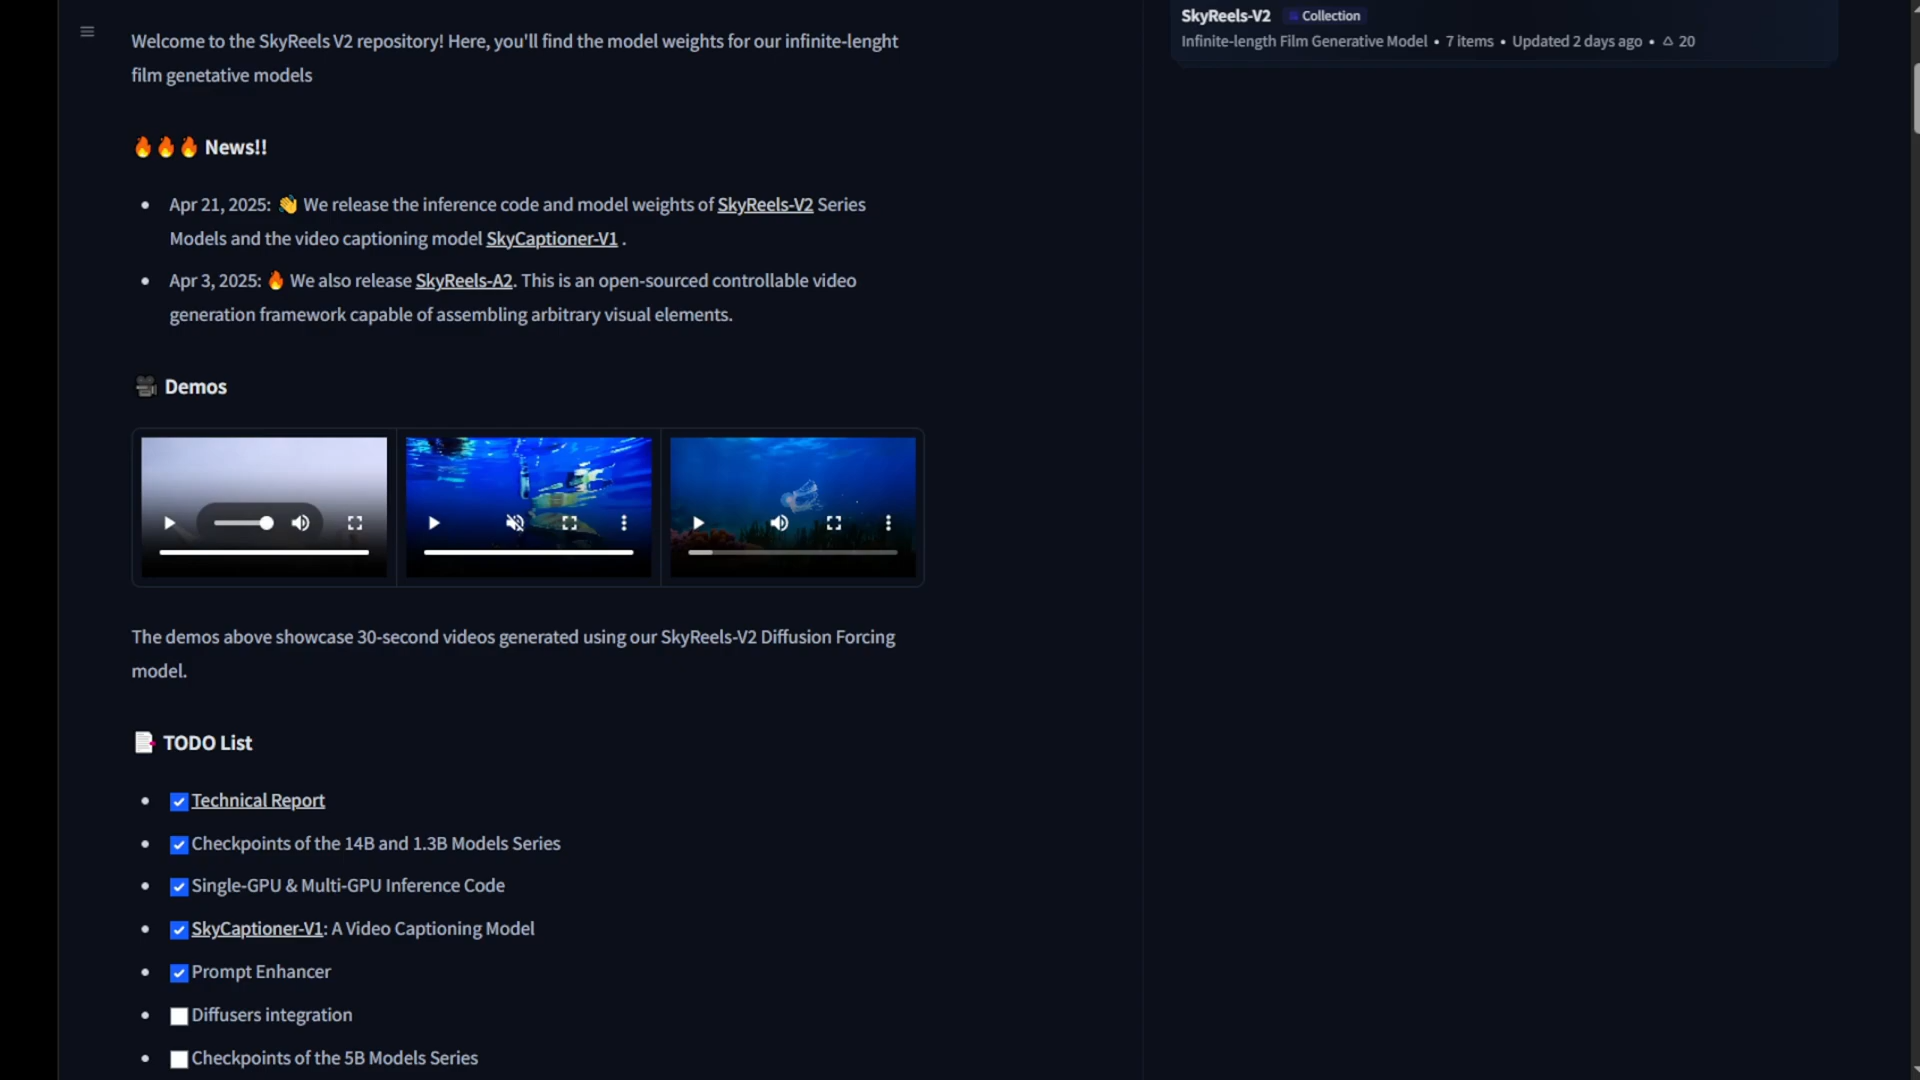 Welcome to the SkyReels V2 repository! Here, you'll find the model weights for our infinite-lenght
film genetative models
🔥🔥🔥 News!!
• Apr 21, 2025: 👋 We release the inference code and model weights of SkyReels-V2 Series
Models and the video captioning model SkyCaptioner-V1 .
• Apr 3, 2025: 🔥 We also release SkyReels-A2. This is an open-sourced controllable video
generation framework capable of assembling arbitrary visual elements.
🎥 Demos
The demos above showcase 30-second videos generated using our SkyReels-V2 Diffusion Forcing
model.
📑 TODO List
• Technical Report
• Checkpoints of the 14B and 1.3B Models Series
• Single-GPU & Multi-GPU Inference Code
• SkyCaptioner-V1: A Video Captioning Model
• Prompt Enhancer
• Diffusers integration
• Checkpoints of the 5B Models Series
SkyReels-V2 Collection
Infinite-length Film Generative Model • 7 items • Updated 2 days ago • △ 20